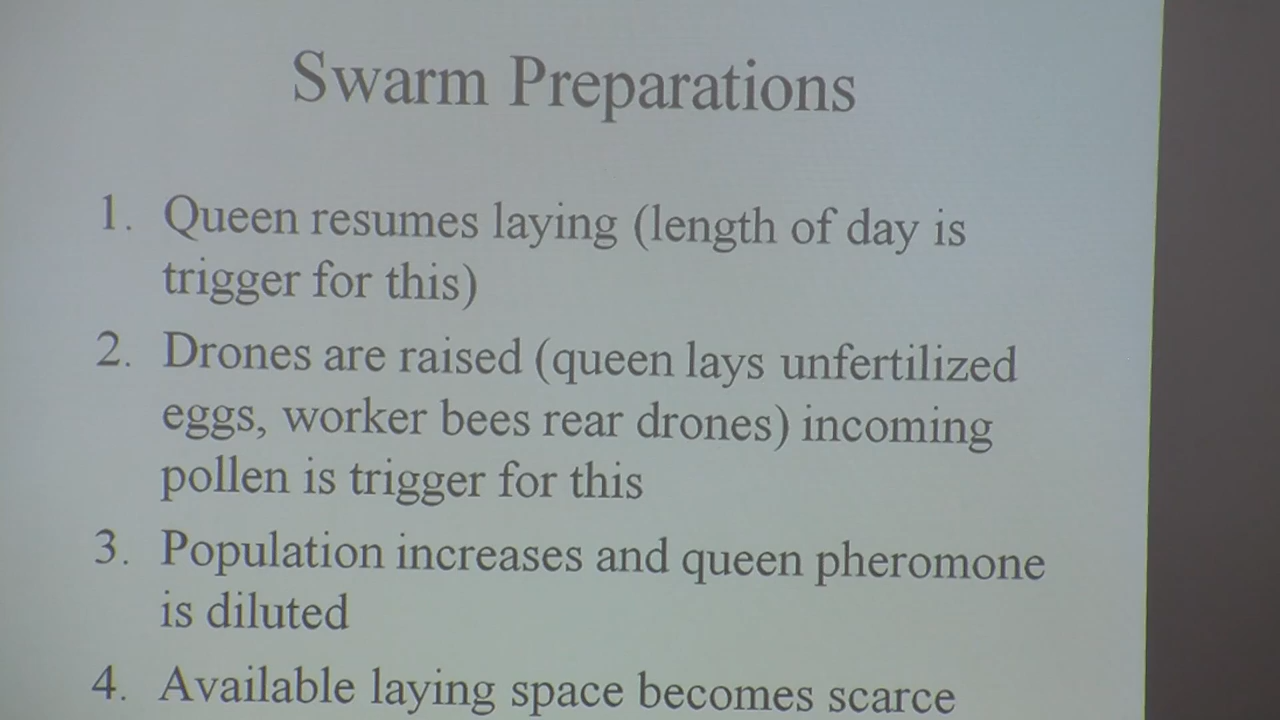 Swarm Preparations
1. Queen resumes laying (length of day is
trigger for this)
2. Drones are raised (queen lays unfertilized
eggs, worker bees rear drones) incoming
pollen is trigger for this
3. Population increases and queen pheromone
is diluted
4. Available laying space becomes scarce